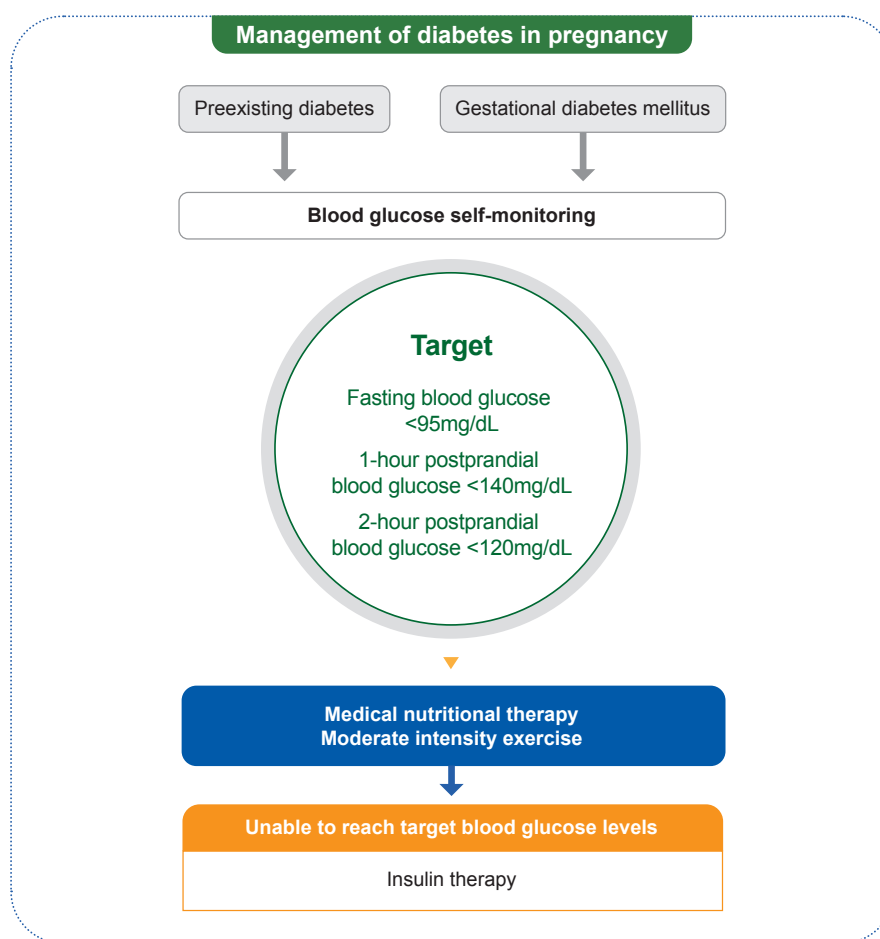 Management of diabetes in pregnancy
Preexisting diabetes
Gestational diabetes mellitus
Blood glucose self-monitoring
Target
Fasting blood glucose
<95mg/dL
1-hour postprandial
blood glucose <140mg/dL
2-hour postprandial
blood glucose <120mg/dL
Medical nutritional therapy
Moderate intensity exercise
Unable to reach target blood glucose levels
Insulin therapy